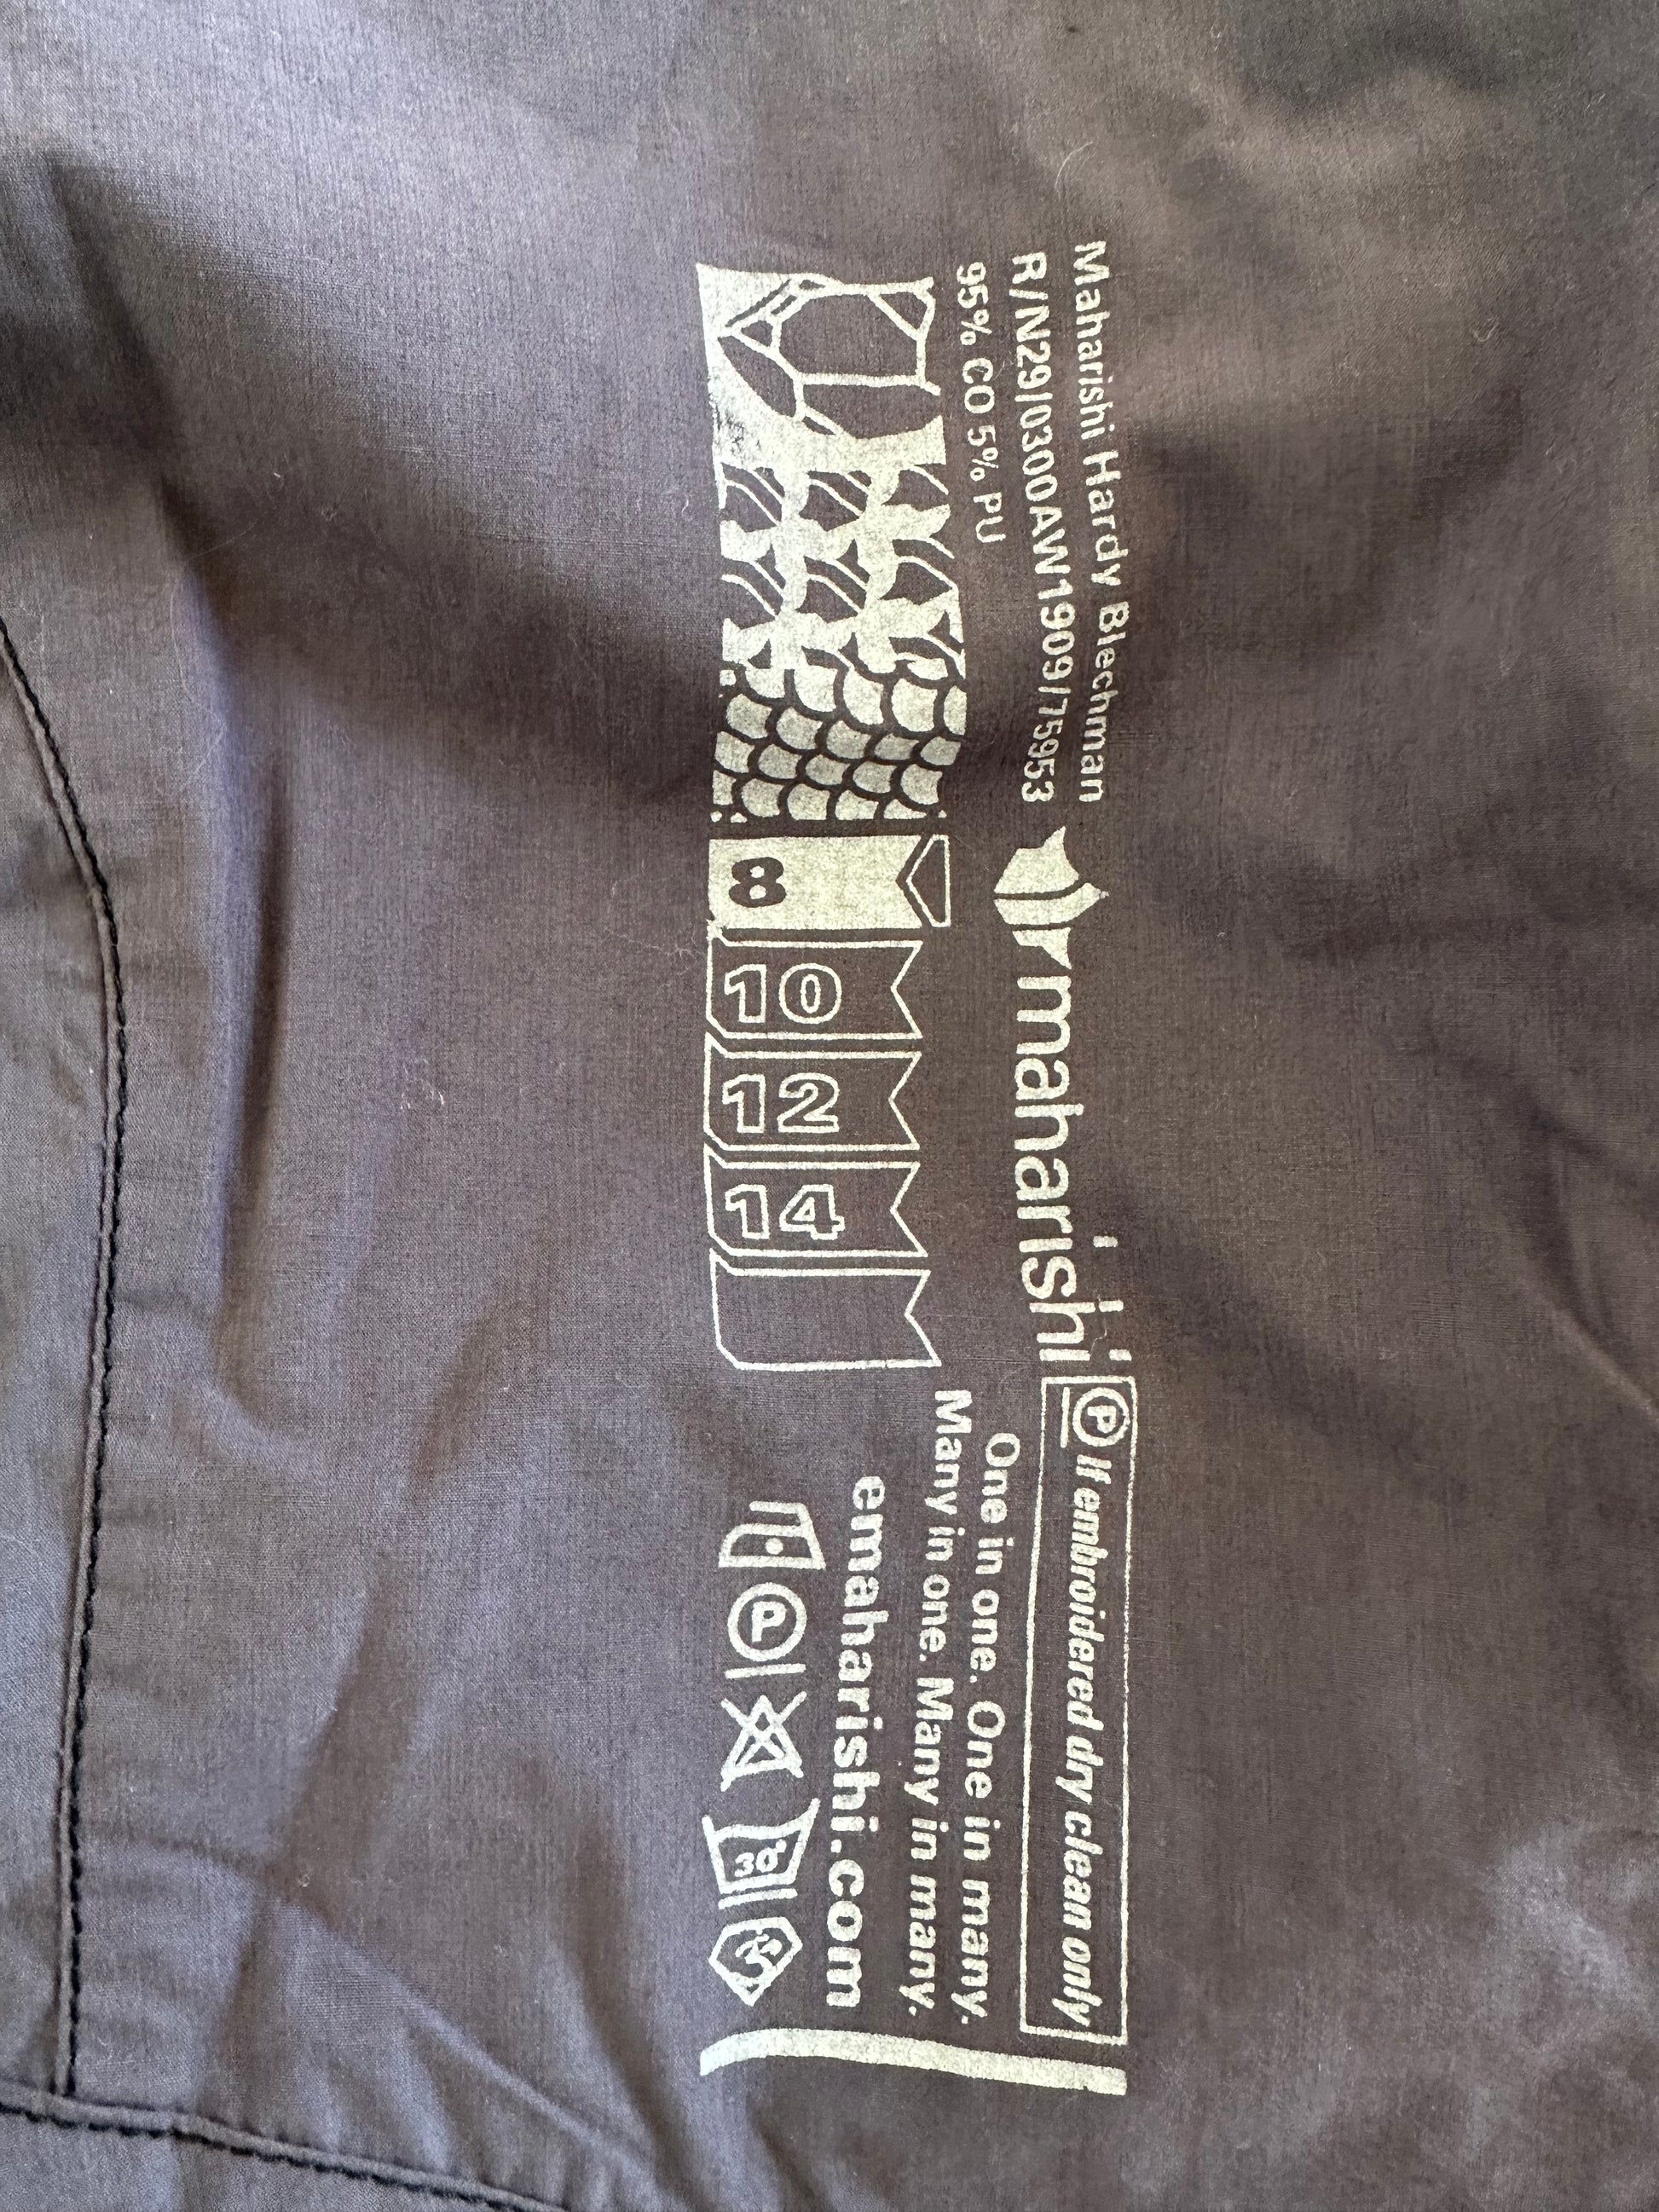 Maharishi Hardy Blechman
R/N29/0300AW1909/75953
95% CO 5% PU
maharishi
8
10
12
14
P If embroidered dry clean only
One in one. One in many.
Many in one. Many in many.
emaharishi.com
P
30°